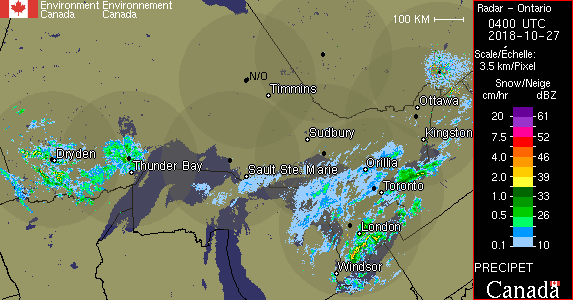 Environment Environnement
Canada Canada
100 KM
N/O
Timmins
Sudbury
Ottawa
Kingston
Dryden
Thunder Bay
Sault Ste. Marie
Orillia
Toronto
London
Windsor
Radar - Ontario
0400 UTC
2018-10-27
Scale/Échelle:
3.5 km/Pixel
Snow/Neige
cm/hr dBZ
20 61
7.5 52
4.0 46
2.0 39
1.0 33
0.5 26
0.1 10
PRECIPET
Canada